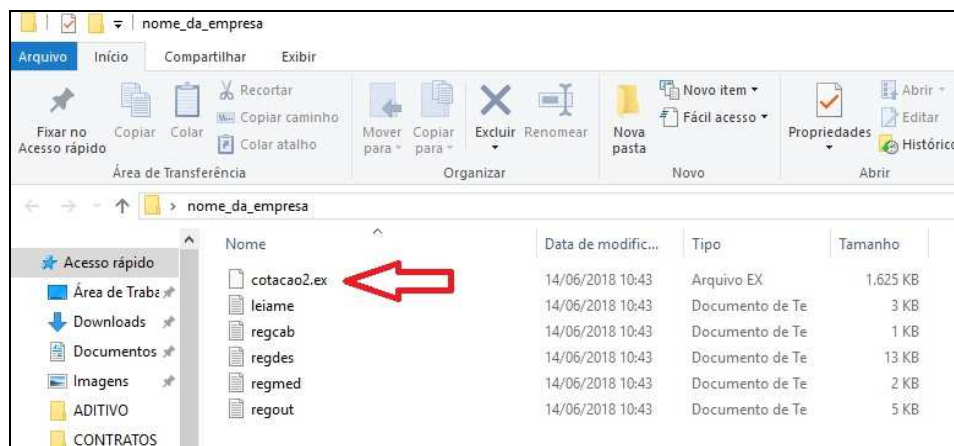 nome_da_empresa
Arquivo Início Compartilhar Exibir
Fixar no Acesso rápido
Copiar
Colar
Recortar
Copiar caminho
Colar atalho
Mover para
Copiar para
Excluir
Renomear
Nova pasta
Novo item
Fácil acesso
Propriedades
Abrir
Editar
Histórico
Área de Transferência Organizar Novo Abrir
nome_da_empresa
Nome Data de modific... Tipo Tamanho
Acesso rápido
Área de Traba
Downloads
Documentos
Imagens
ADITIVO
CONTRATOS
cotacao2.ex 14/06/2018 10:43 Arquivo EX 1.625 KB
leiame 14/06/2018 10:43 Documento de Te 3 KB
regcab 14/06/2018 10:43 Documento de Te 1 KB
regdes 14/06/2018 10:43 Documento de Te 13 KB
regmed 14/06/2018 10:43 Documento de Te 2 KB
regout 14/06/2018 10:43 Documento de Te 5 KB